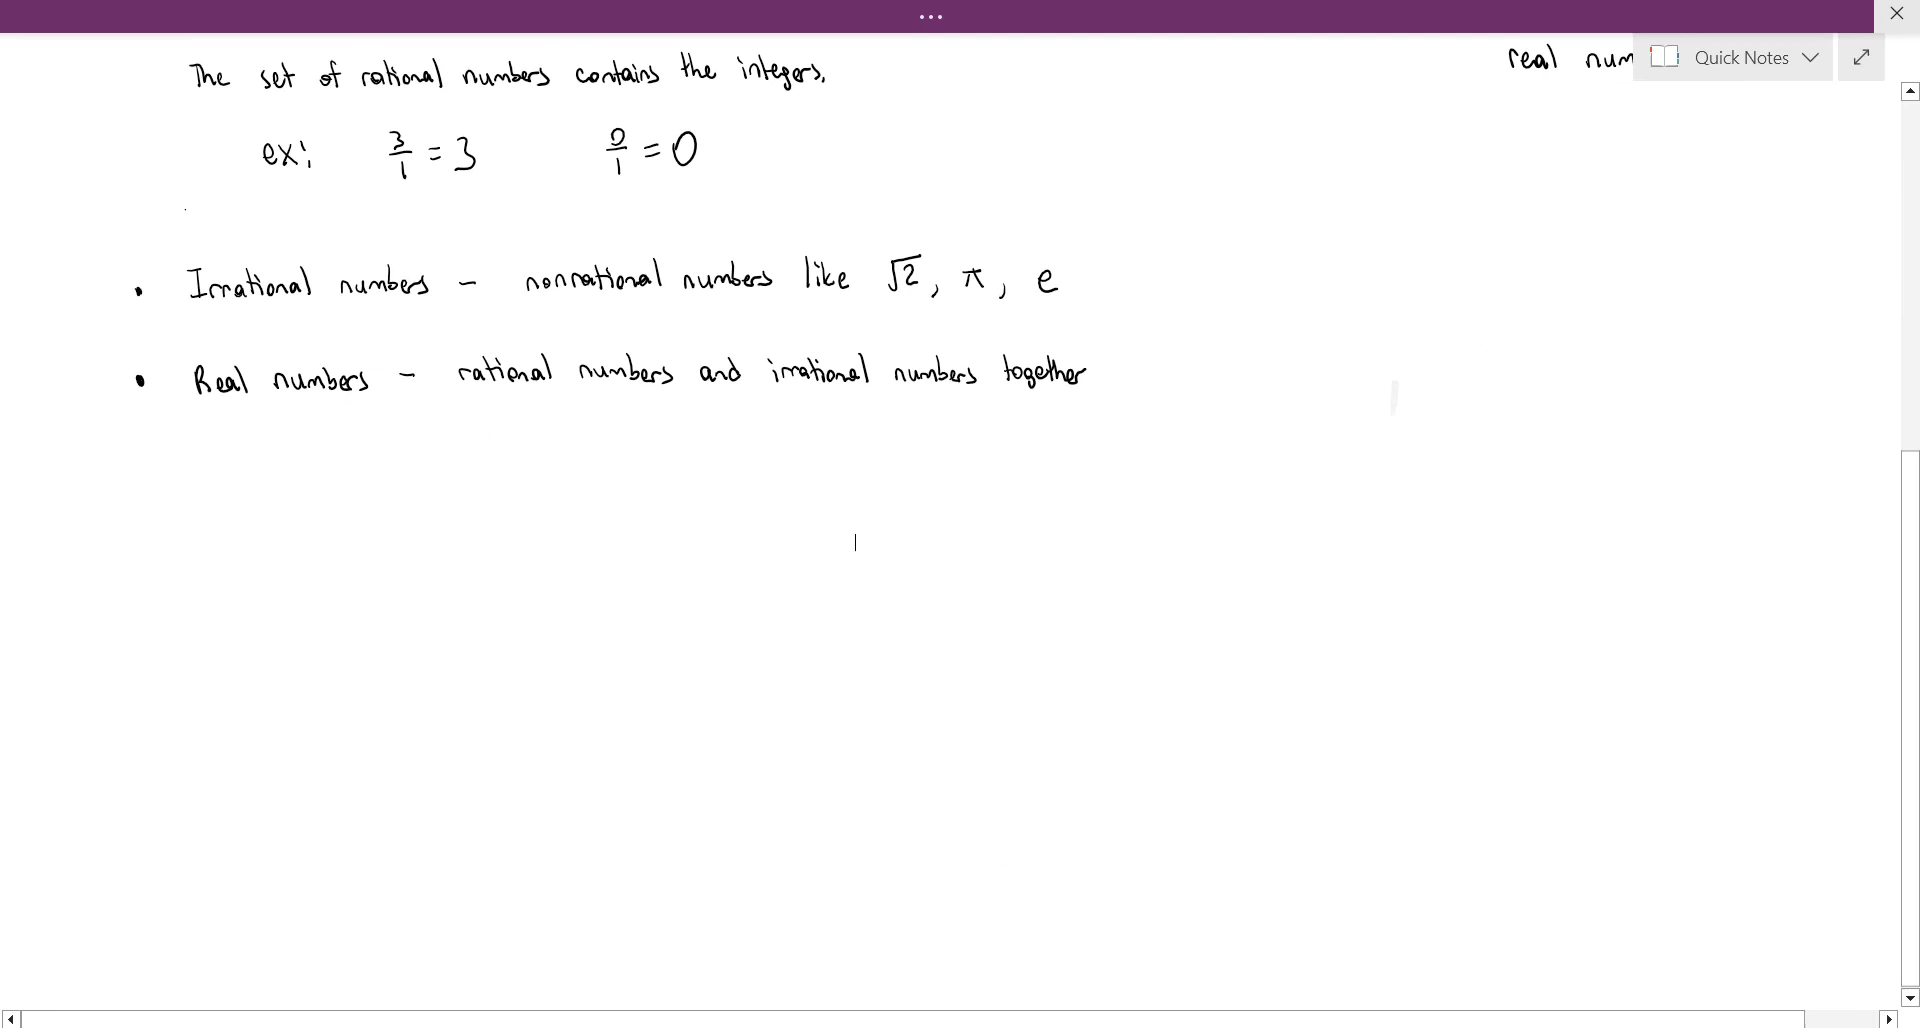 The set of rational numbers contains the integers.
real num
Quick Notes
ex: 3/1 = 3 0/1 = 0
• Irrational numbers – nonrational numbers like √2, π, e
• Real numbers – rational numbers and irrational numbers together